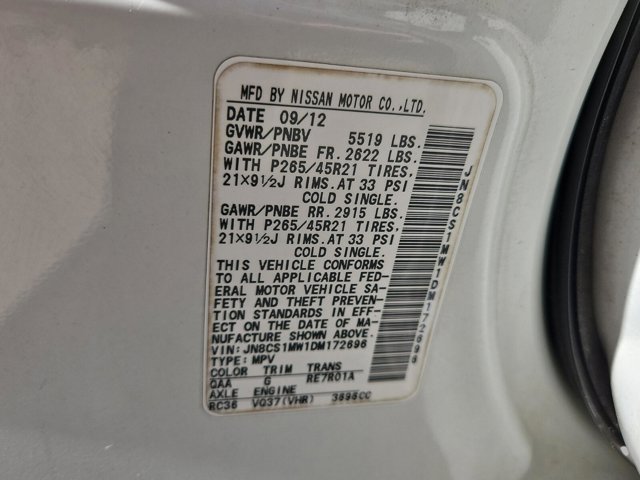 MFD BY NISSAN MOTOR CO.,LTD.
DATE 09/12
GVWR/PNBV 5519 LBS.
GAWR/PNBE FR. 2622 LBS.
WITH P265/45R21 TIRES,
21×9½J RIMS.AT 33 PSI
COLD SINGLE.
GAWR/PNBE RR. 2915 LBS.
WITH P265/45R21 TIRES,
21×9½J RIMS.AT 33 PSI
COLD SINGLE.
THIS VEHICLE CONFORMS
TO ALL APPLICABLE FED-
ERAL MOTOR VEHICLE SA-
FETY AND THEFT PREVEN-
TION STANDARDS IN EFF-
ECT ON THE DATE OF MA-
NUFACTURE SHOWN ABOVE.
VIN: JN8CS1MW1DM172696
TYPE: MPV
COLOR TRIM TRANS
QAA G RE7R01A
AXLE ENGINE
RC36 VQ37(VHR) 3696CC
JN8CS1MW1DM172696